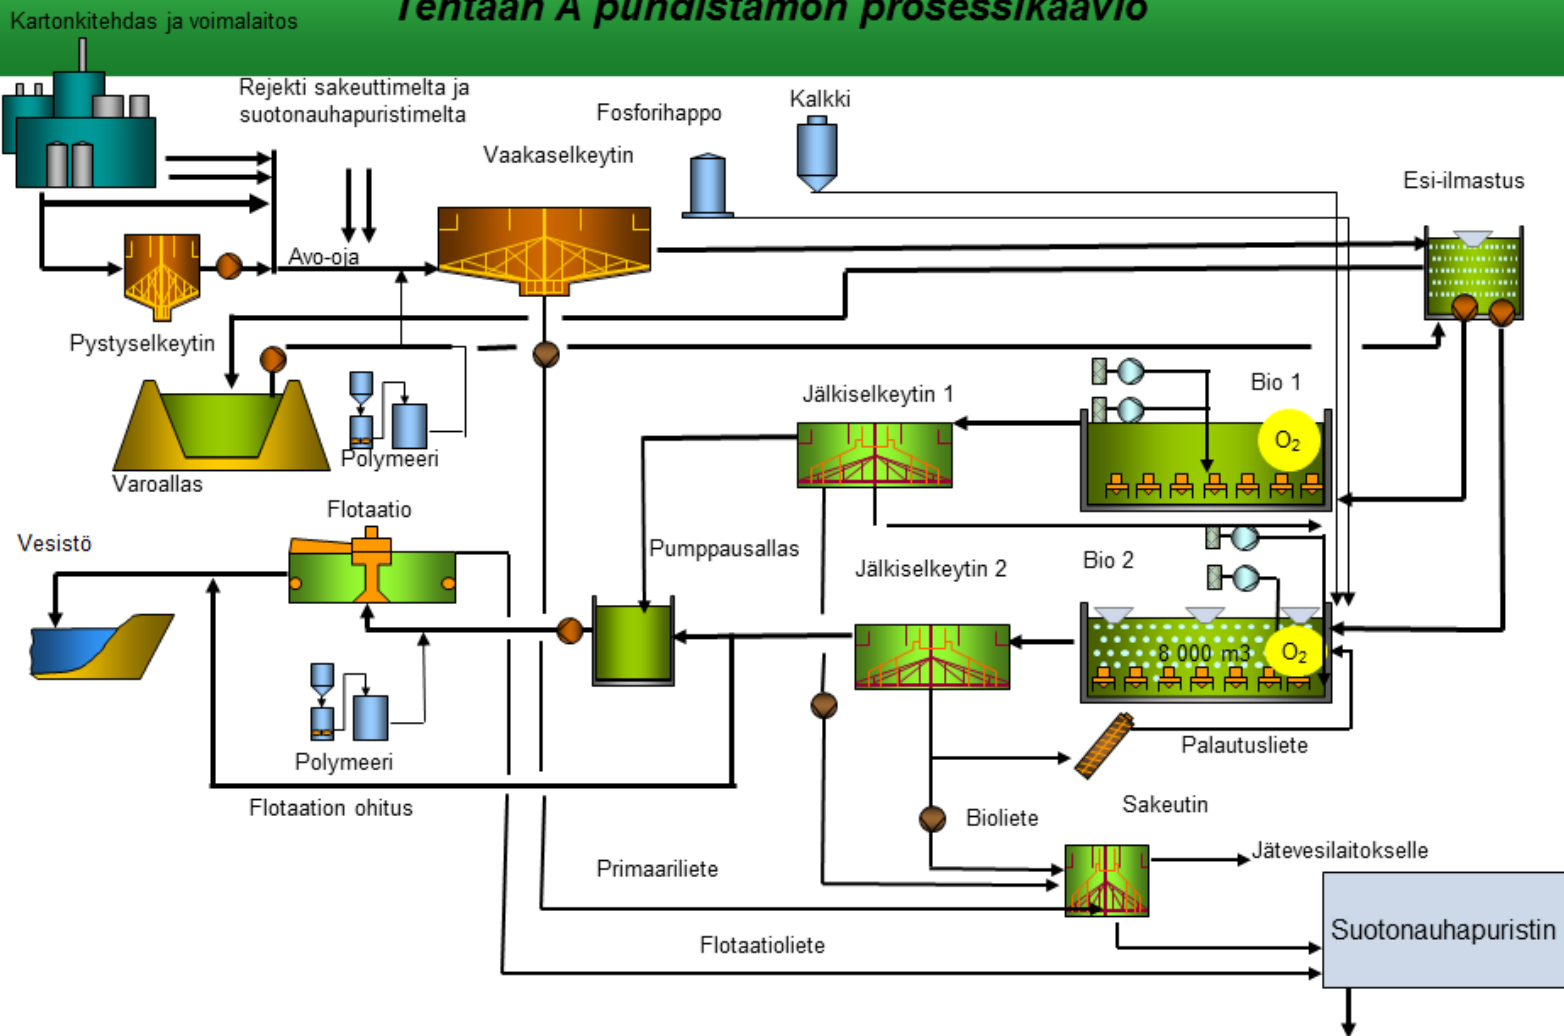 Tehtaan A puhdistamon prosessikaavio
Kartonkitehdas ja voimalaitos
Rejekti sakeuttimelta ja
suotonauhapuristimelta
Fosforihappo
Kalkki
Vaakaselkeytin
Esi-ilmastus
Avo-oja
Pystyselkeytin
Polymeeri
Varoallas
Jälkiselkeytin 1
Bio 1
O2
Flotaatio
Vesistö
Pumppausallas
Jälkiselkeytin 2
Bio 2
8 000 m3
O2
Polymeeri
Palautusliete
Flotaation ohitus
Bioliete
Sakeutin
Primaariliete
Jätevesilaitokselle
Flotaatioliete
Suotonauhapuristin